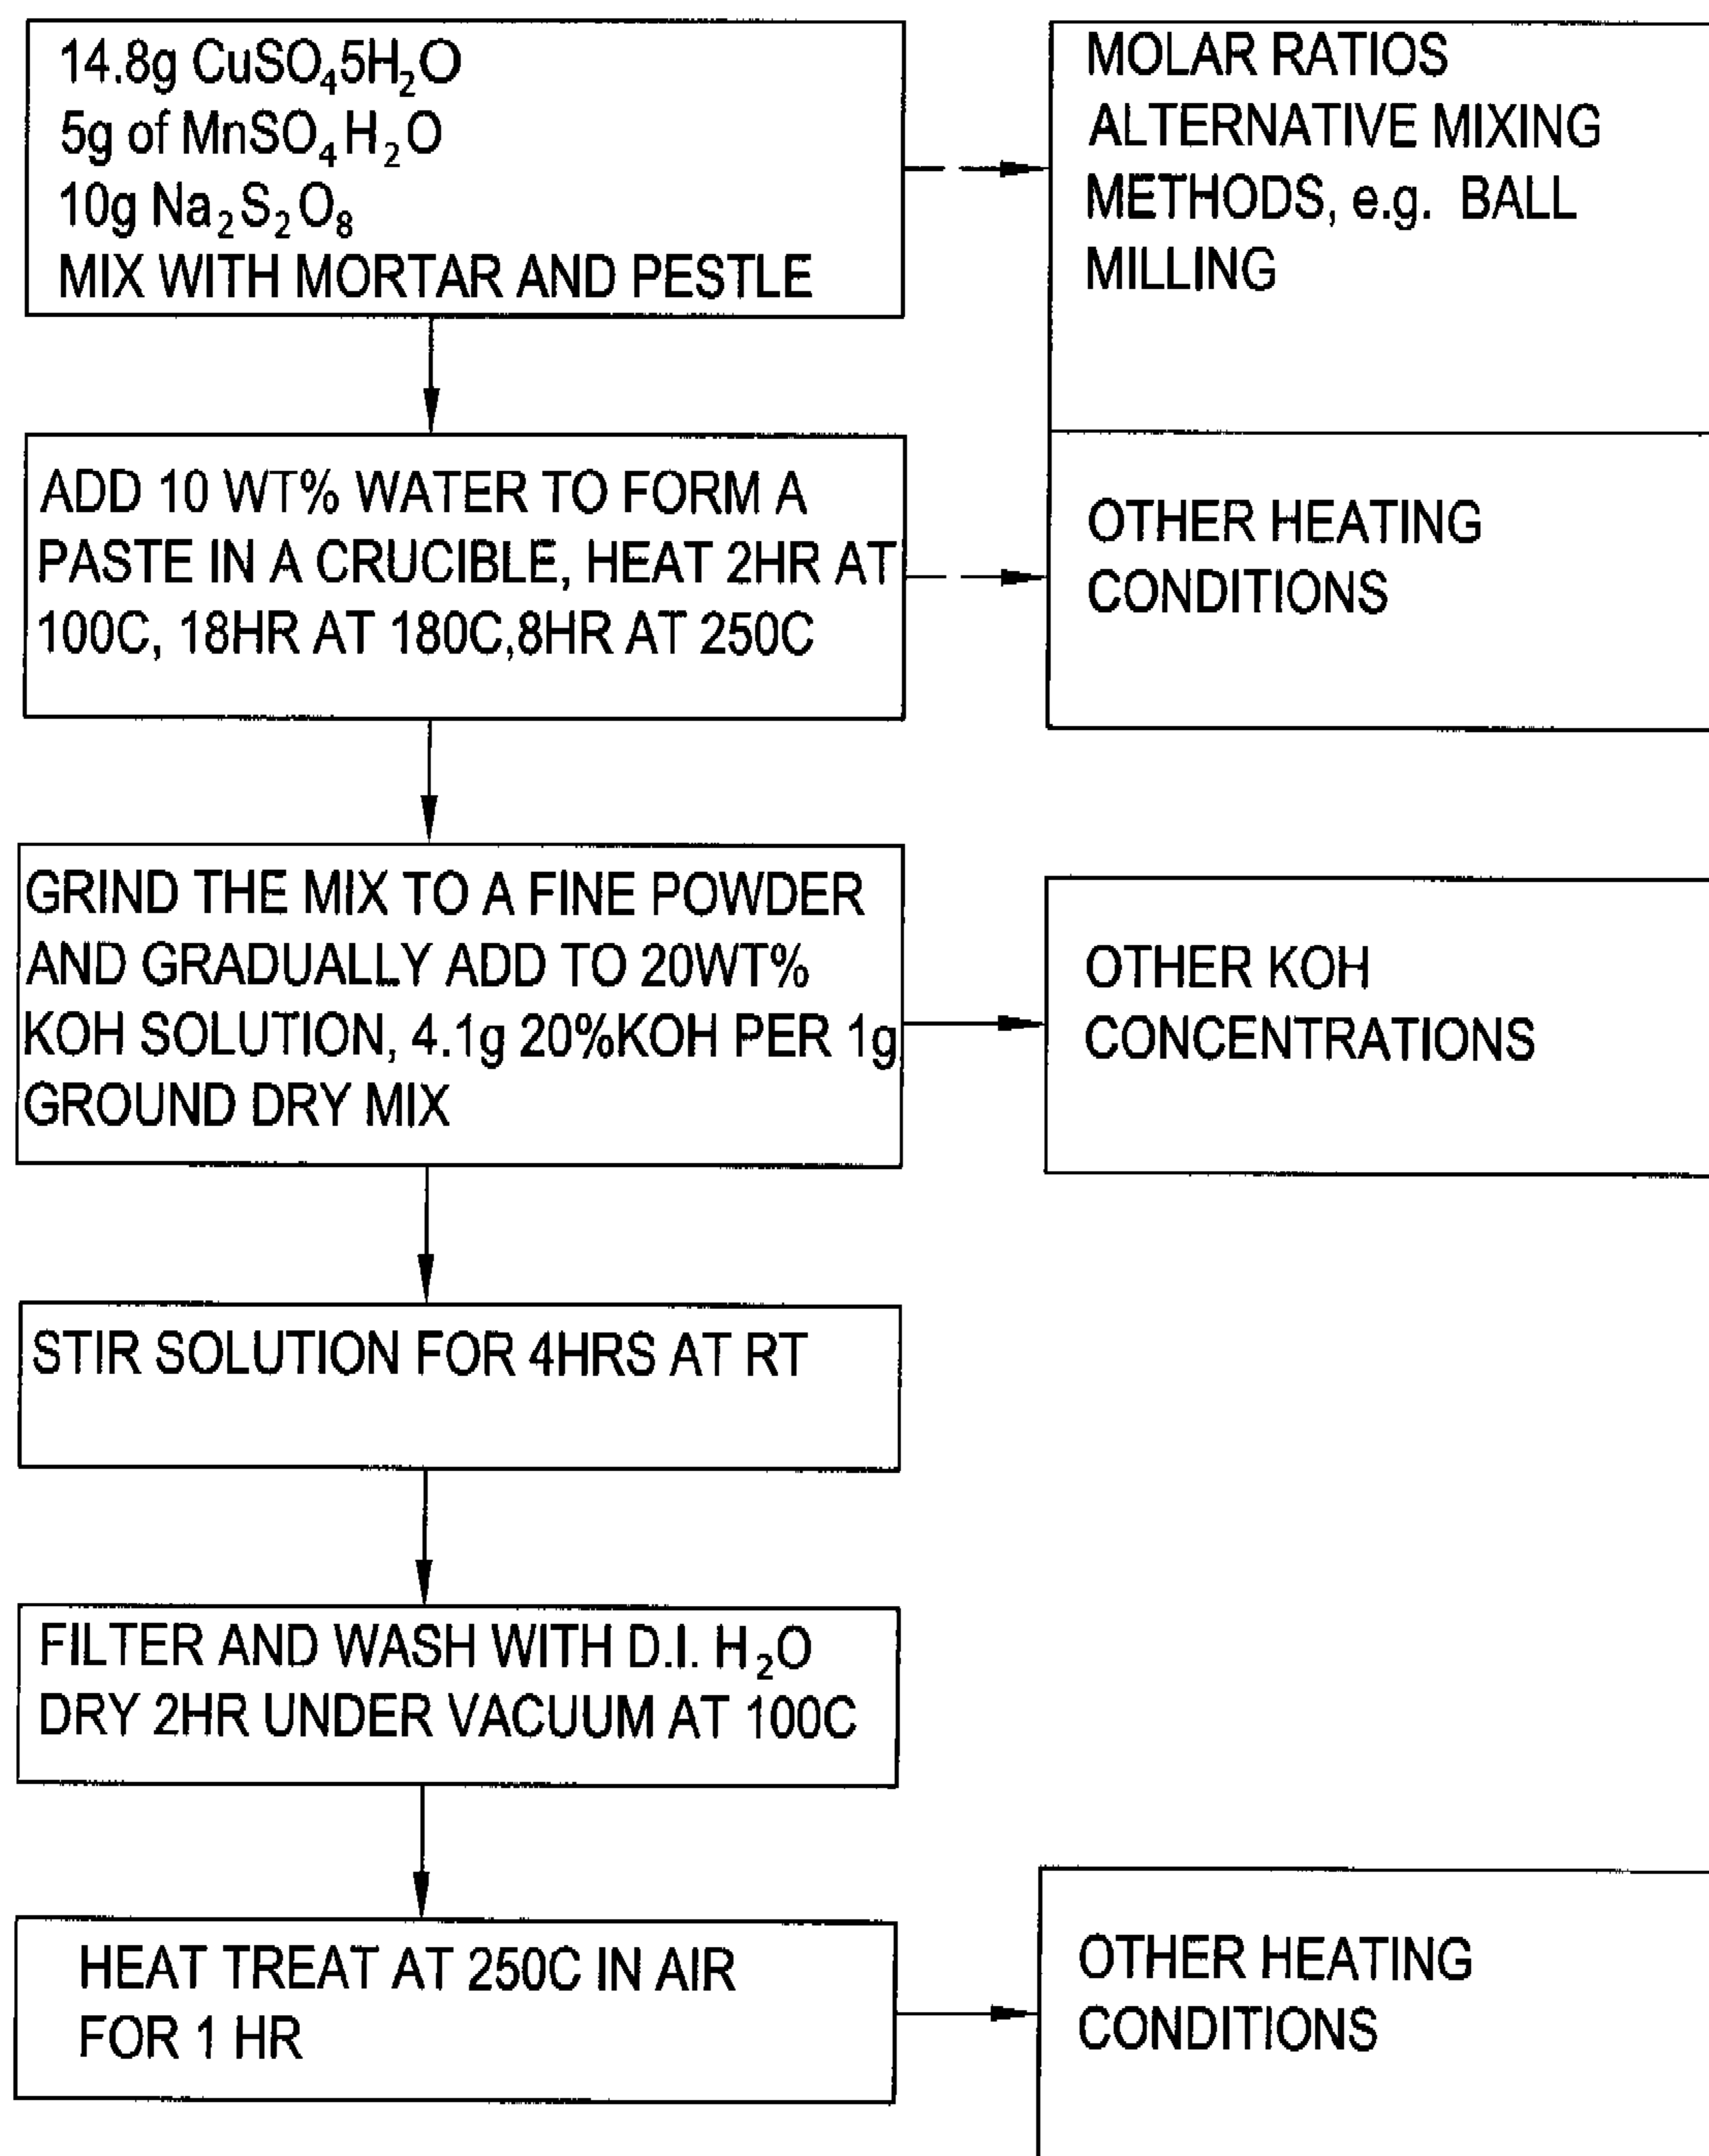 14.8g CuSO₄5H₂O
5g of MnSO₄H₂O
10g Na₂S₂O₈
MIX WITH MORTAR AND PESTLE
MOLAR RATIOS
ALTERNATIVE MIXING
METHODS, e.g. BALL
MILLING
ADD 10 WT% WATER TO FORM A
PASTE IN A CRUCIBLE, HEAT 2HR AT
100C, 18HR AT 180C,8HR AT 250C
OTHER HEATING
CONDITIONS
GRIND THE MIX TO A FINE POWDER
AND GRADUALLY ADD TO 20WT%
KOH SOLUTION, 4.1g 20%KOH PER 1g
GROUND DRY MIX
OTHER KOH
CONCENTRATIONS
STIR SOLUTION FOR 4HRS AT RT
FILTER AND WASH WITH D.I. H₂O
DRY 2HR UNDER VACUUM AT 100C
HEAT TREAT AT 250C IN AIR
FOR 1 HR
OTHER HEATING
CONDITIONS